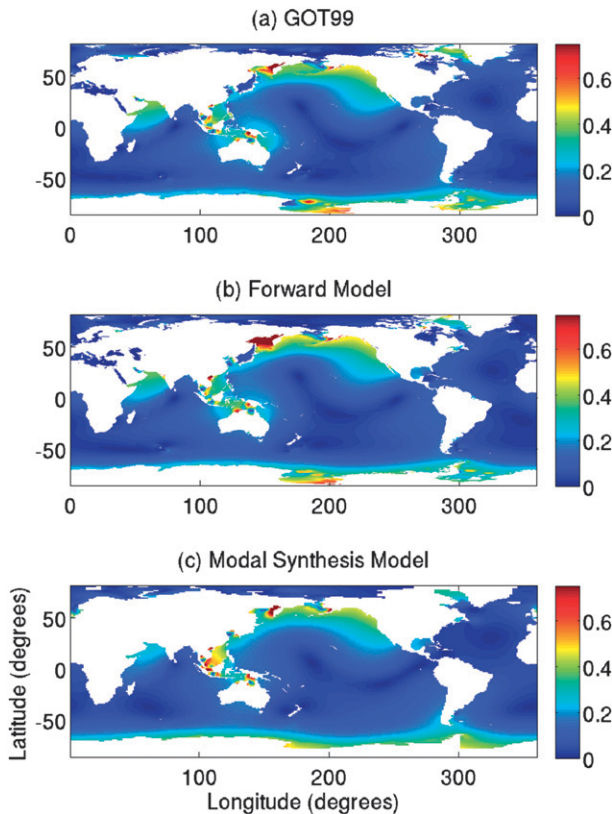 (a) GOT99
50
0
-50
0 100 200 300
0.6
0.4
0.2
0
(b) Forward Model
50
0
-50
0 100 200 300
0.6
0.4
0.2
0
(c) Modal Synthesis Model
Latitude (degrees)
50
0
-50
100 200 300
Longitude (degrees)
0.6
0.4
0.2
0